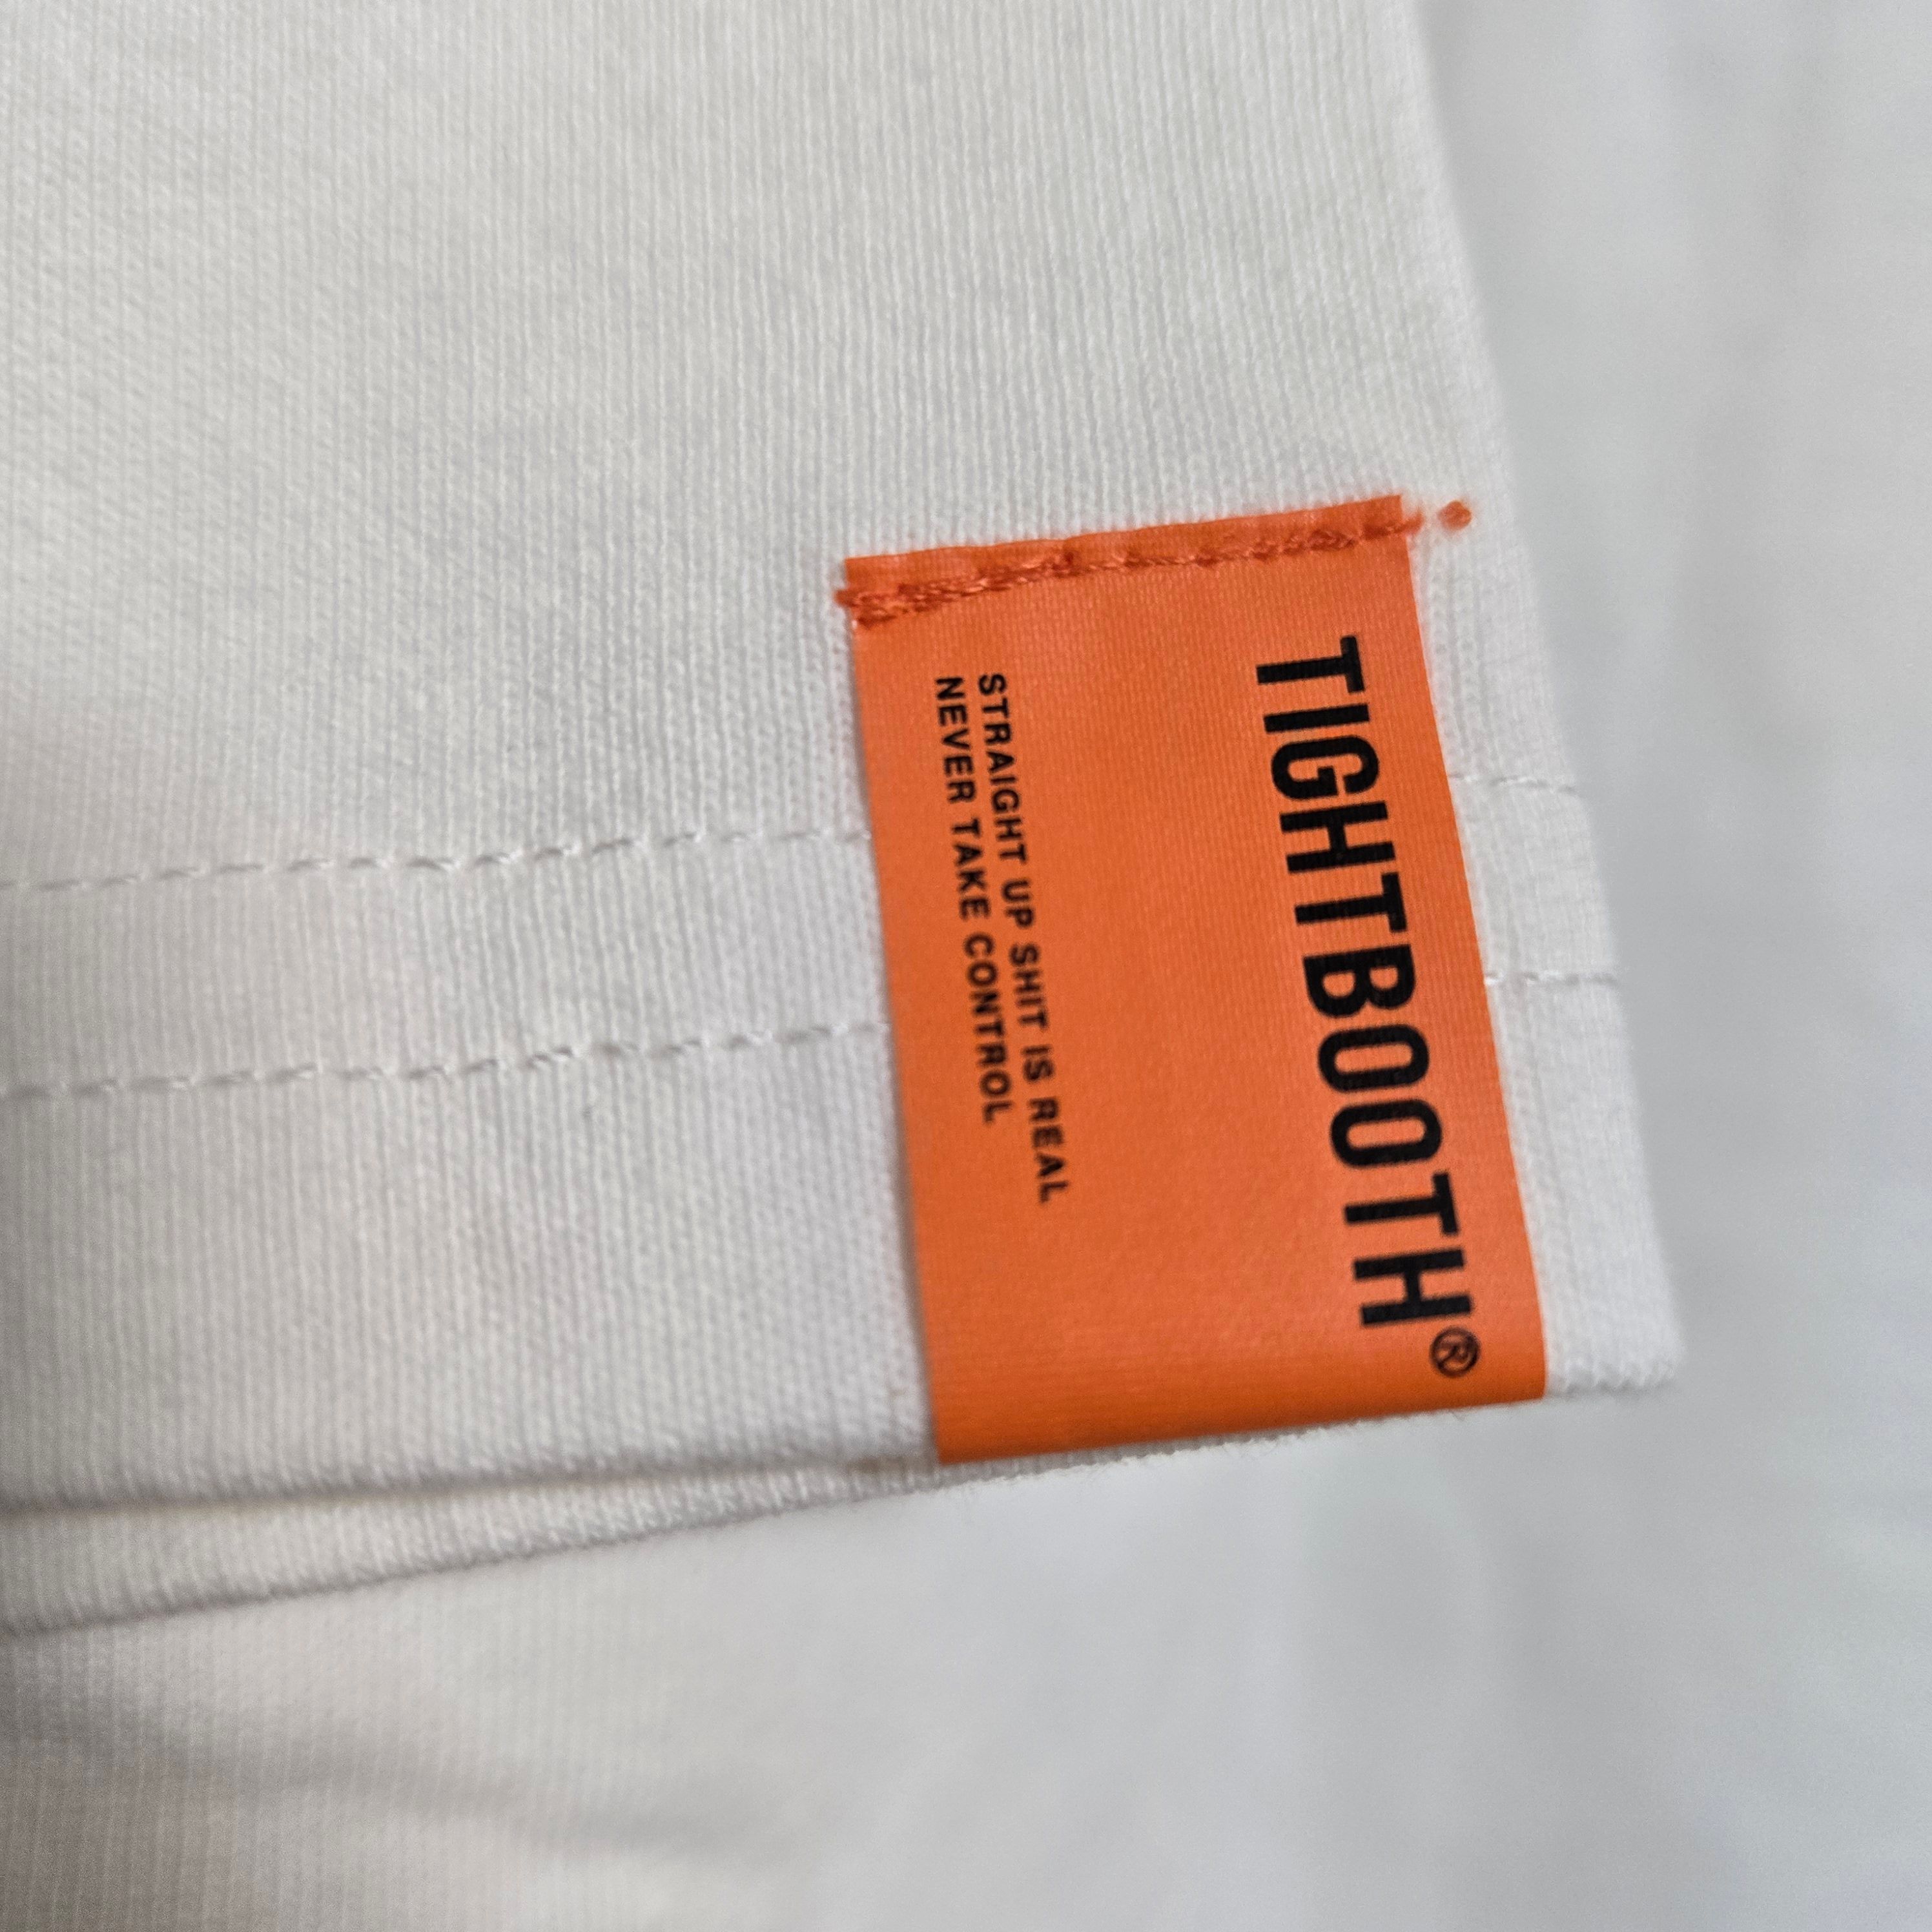 TIGHTBOOTH®
STRAIGHT UP SHIT IS REAL
NEVER TAKE CONTROL